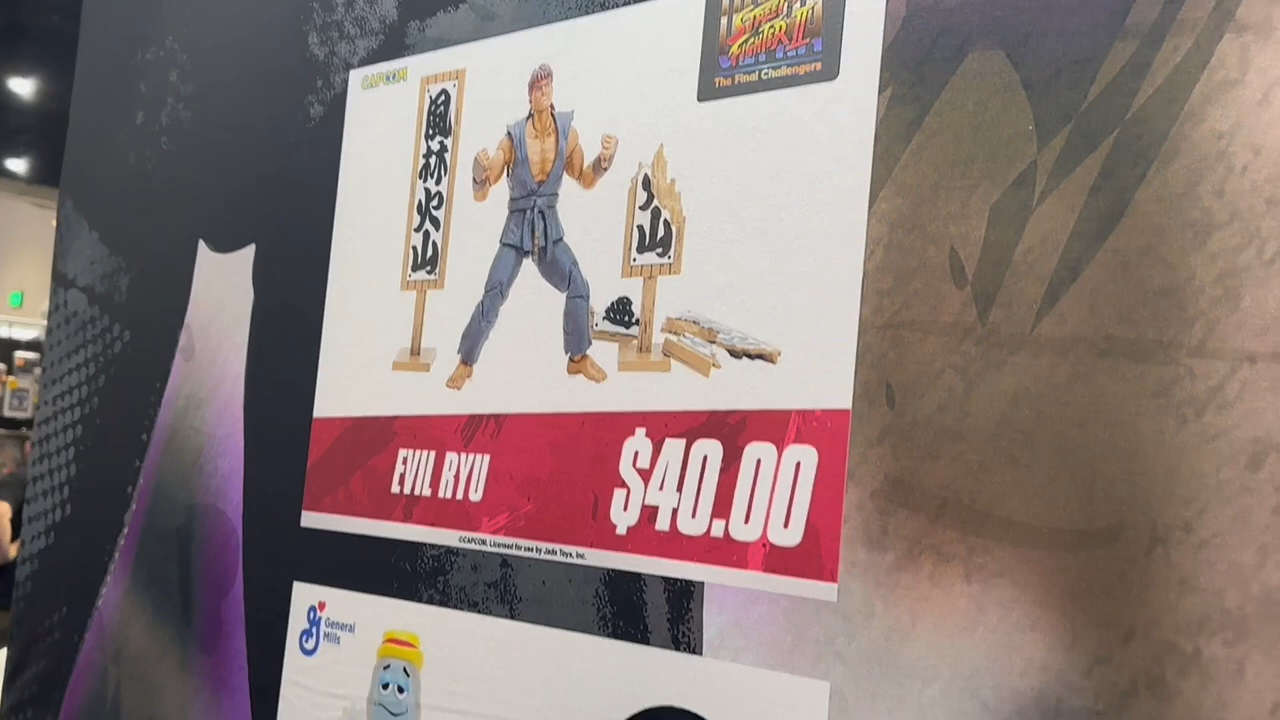 CAPCOM
STREET
FIGHTER II
The Final Challengers
風林火山
山
EVIL RYU
$40.00
©CAPCOM, Licensed for use by Jada Toys, Inc.
General
Mills